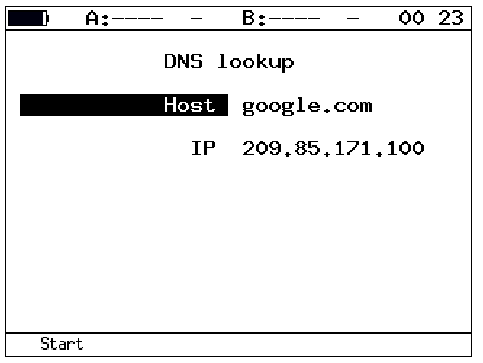 A:---- - B:---- - 00 23
DNS lookup
Host google.com
IP 209.85.171.100
Start